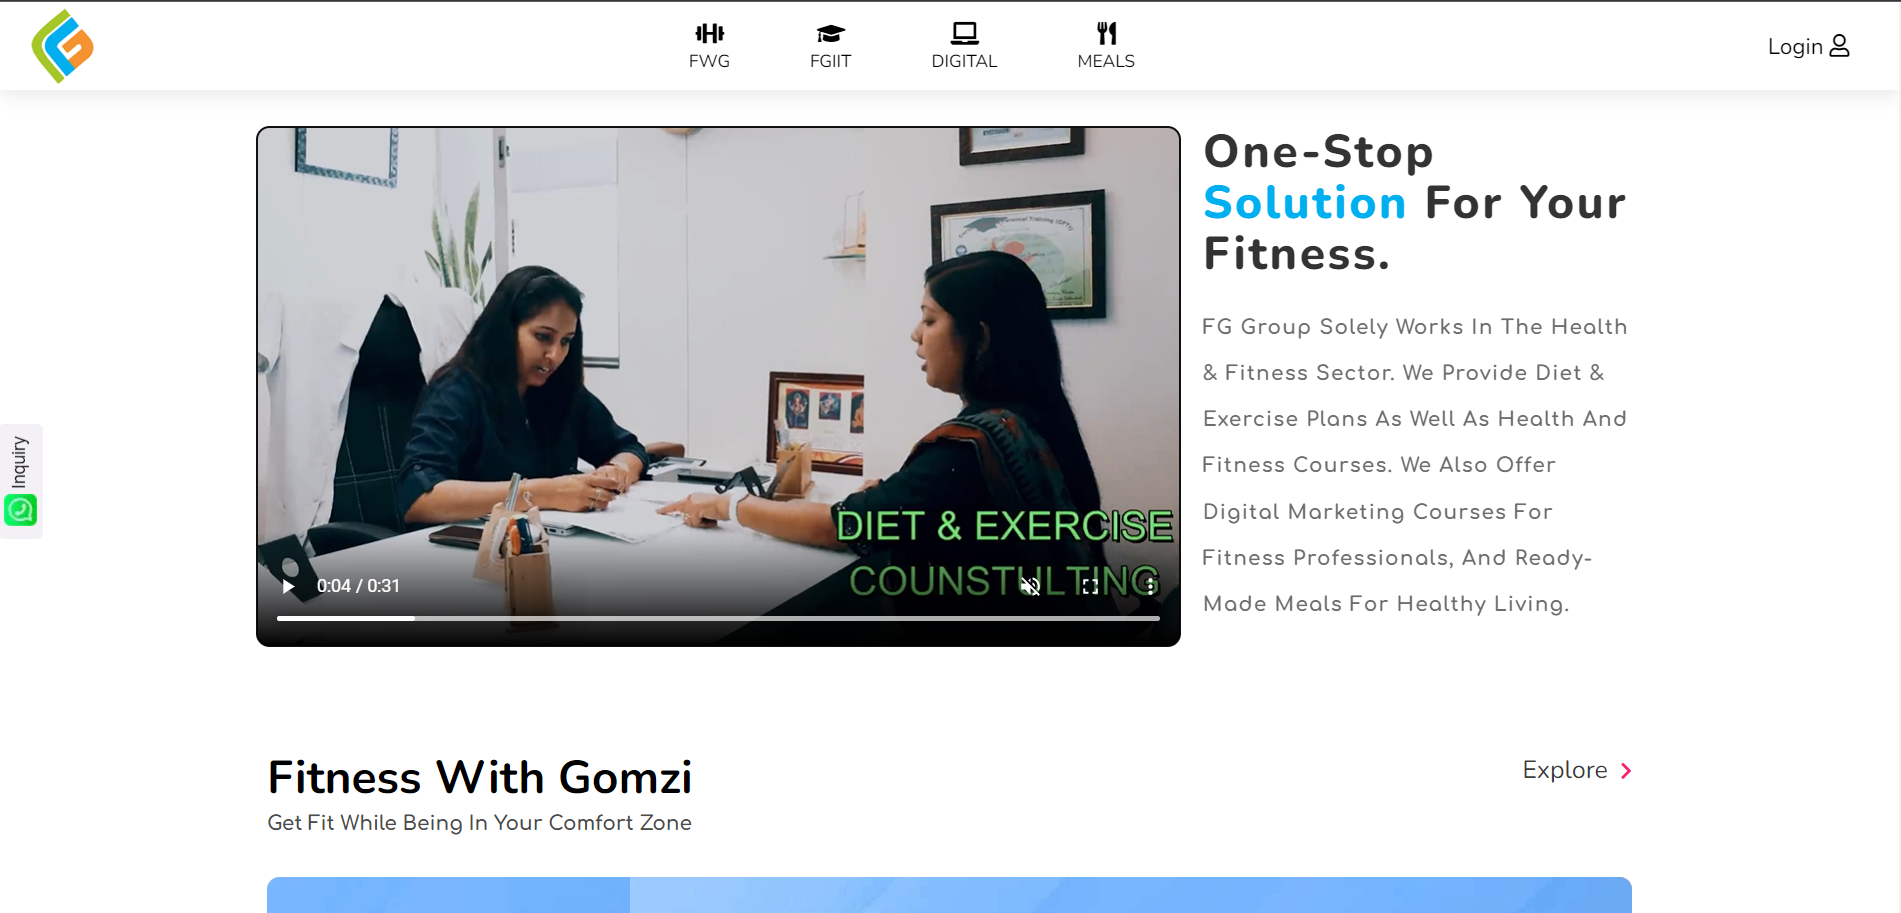 FWG
FGIIT
DIGITAL
MEALS
Login
One-Stop
Solution For Your
Fitness.
FG Group Solely Works In The Health
& Fitness Sector. We Provide Diet &
Exercise Plans As Well As Health And
Fitness Courses. We Also Offer
Digital Marketing Courses For
Fitness Professionals, And Ready-
Made Meals For Healthy Living.
DIET & EXERCISE
COUNSTULTING
0:04 / 0:31
Inquiry
Fitness With Gomzi
Get Fit While Being In Your Comfort Zone
Explore